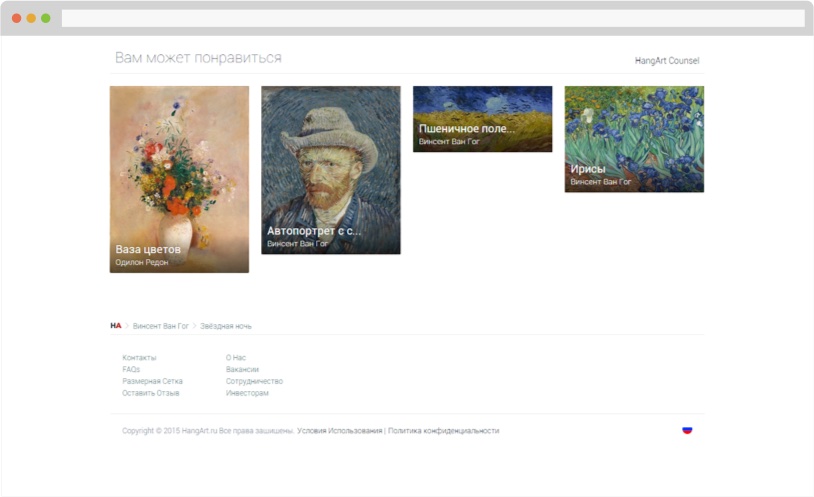 Вам может понравиться
HangArt Counsel
Ваза цветов
Одилон Редон
Автопортрет с с...
Винсент Ван Гог
Пшеничное поле...
Винсент Ван Гог
Ирисы
Винсент Ван Гог
HA > Винсент Ван Гог > Звёздная ночь
Контакты
FAQs
Размерная Сетка
Оставить Отзыв
О Нас
Вакансии
Сотрудничество
Инвесторам
Copyright © 2015 HangArt.ru Все права защищены. Условия Использования | Политика конфиденциальности